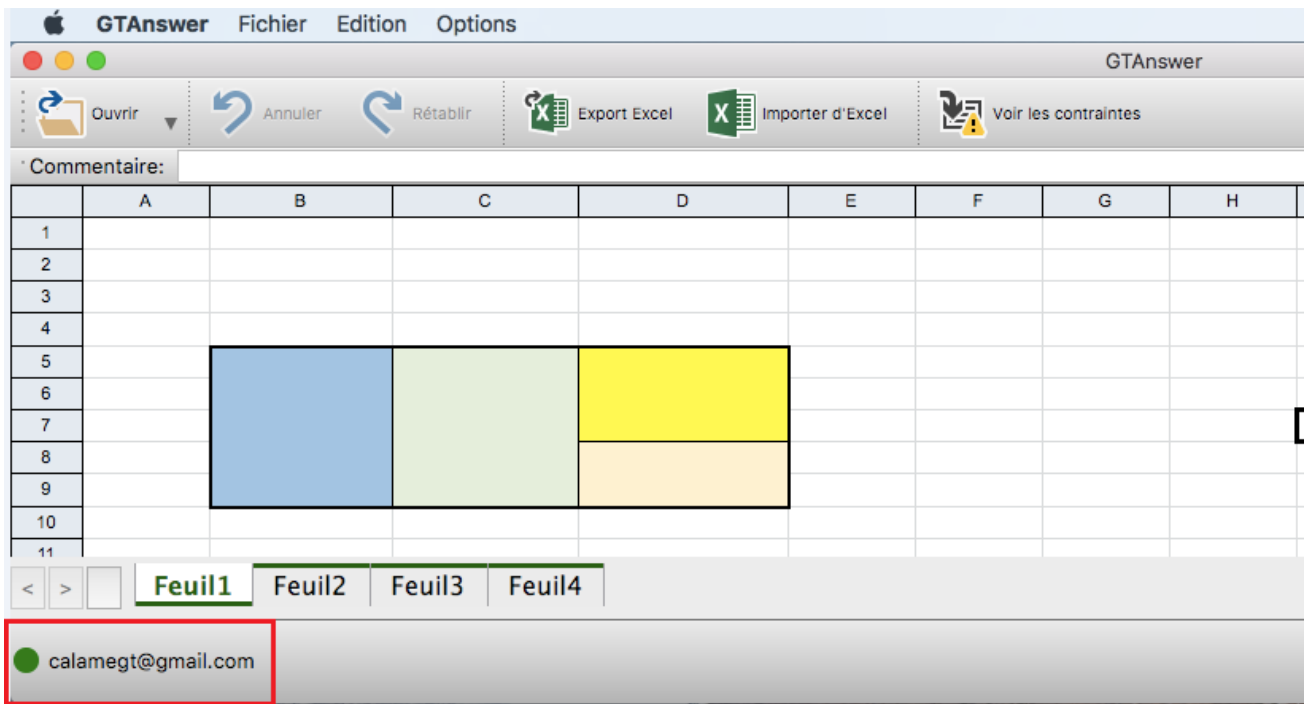 GTAnswer Fichier Edition Options
GTAnswer
Ouvrir Annuler Rétablir Export Excel Importer d'Excel Voir les contraintes
Commentaire:
A B C D E F G H
1
2
3
4
5
6
7
8
9
10
11
< > Feuil1 Feuil2 Feuil3 Feuil4
calamegt@gmail.com